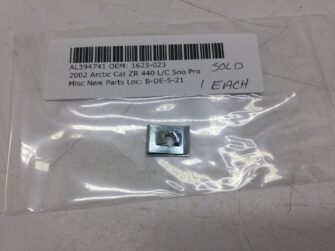 AL394741 OEM: 1623-023
2002 Arctic Cat ZR 440 L/C Sno Pro
Misc New Parts Loc: B-DE-5-21
SOLD
1 EACH